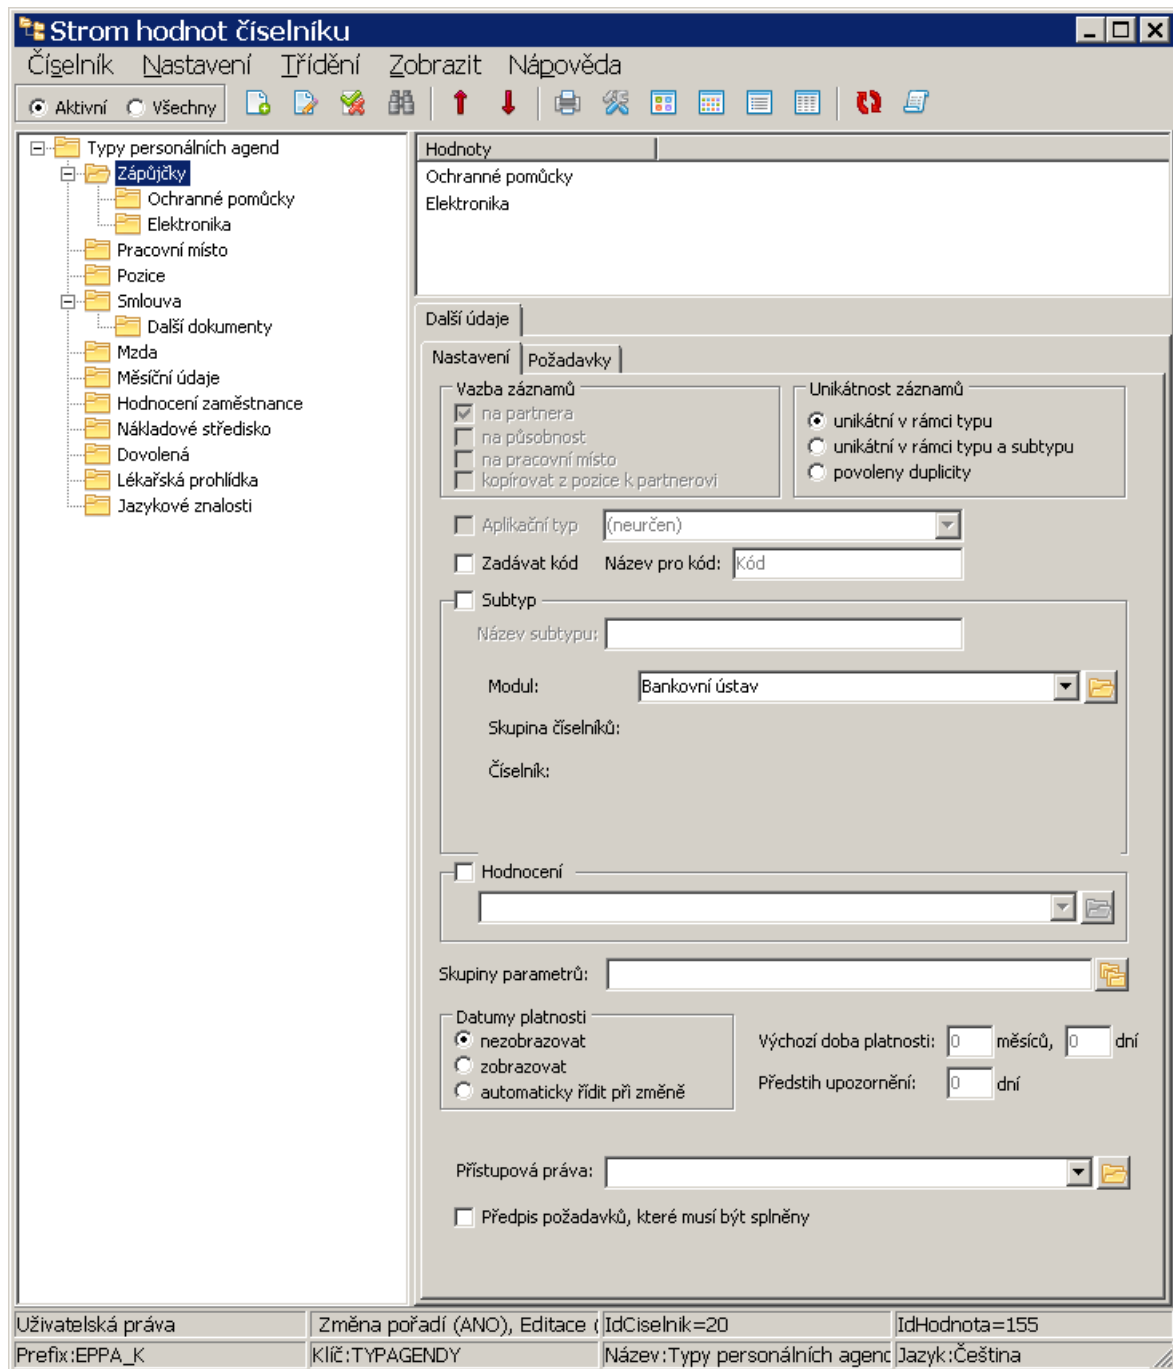 Strom hodnot číselníku
Číselník Nastavení Třídění Zobrazit Nápověda
Aktivní Všechny
Typy personálních agend
Zápůjčky
Ochranné pomůcky
Elektronika
Pracovní místo
Pozice
Smlouva
Další dokumenty
Mzda
Měsíční údaje
Hodnocení zaměstnance
Nákladové středisko
Dovolená
Lékařská prohlídka
Jazykové znalosti
Hodnoty
Ochranné pomůcky
Elektronika
Další údaje
Nastavení Požadavky
Vazba záznamů
na partnera
na působnost
na pracovní místo
kopírovat z pozice k partnerovi
Unikátnost záznamů
unikátní v rámci typu
unikátní v rámci typu a subtypu
povoleny duplicity
Aplikační typ (neurčen)
Zadávat kód Název pro kód: Kód
Subtyp
Název subtypu:
Modul: Bankovní ústav
Skupina číselníků:
Číselník:
Hodnocení
Skupiny parametrů:
Datumy platnosti
nezobrazovat
zobrazovat
automaticky řídit při změně
Výchozí doba platnosti: 0 měsíců, 0 dní
Předstih upozornění: 0 dní
Přístupová práva:
Předpis požadavků, které musí být splněny
Uživatelská práva Změna pořadí (ANO), Editace ( IdCiselnik=20 IdHodnota=155
Prefix:EPPA_K Klíč:TYPAGENDY Název:Typy personálních agend Jazyk:Čeština